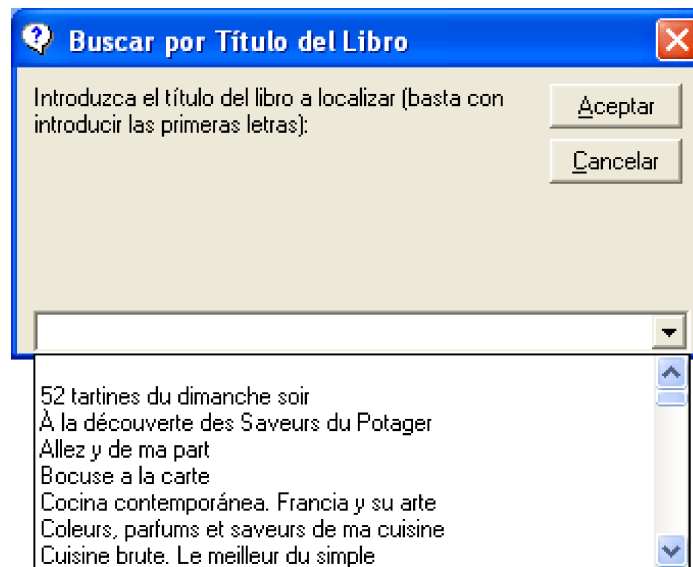 Buscar por Título del Libro
Introduzca el título del libro a localizar (basta con
introducir las primeras letras):
Aceptar
Cancelar
52 tartines du dimanche soir
À la découverte des Saveurs du Potager
Allez y de ma part
Bocuse a la carte
Cocina contemporánea. Francia y su arte
Coleurs, parfums et saveurs de ma cuisine
Cuisine brute. Le meilleur du simple